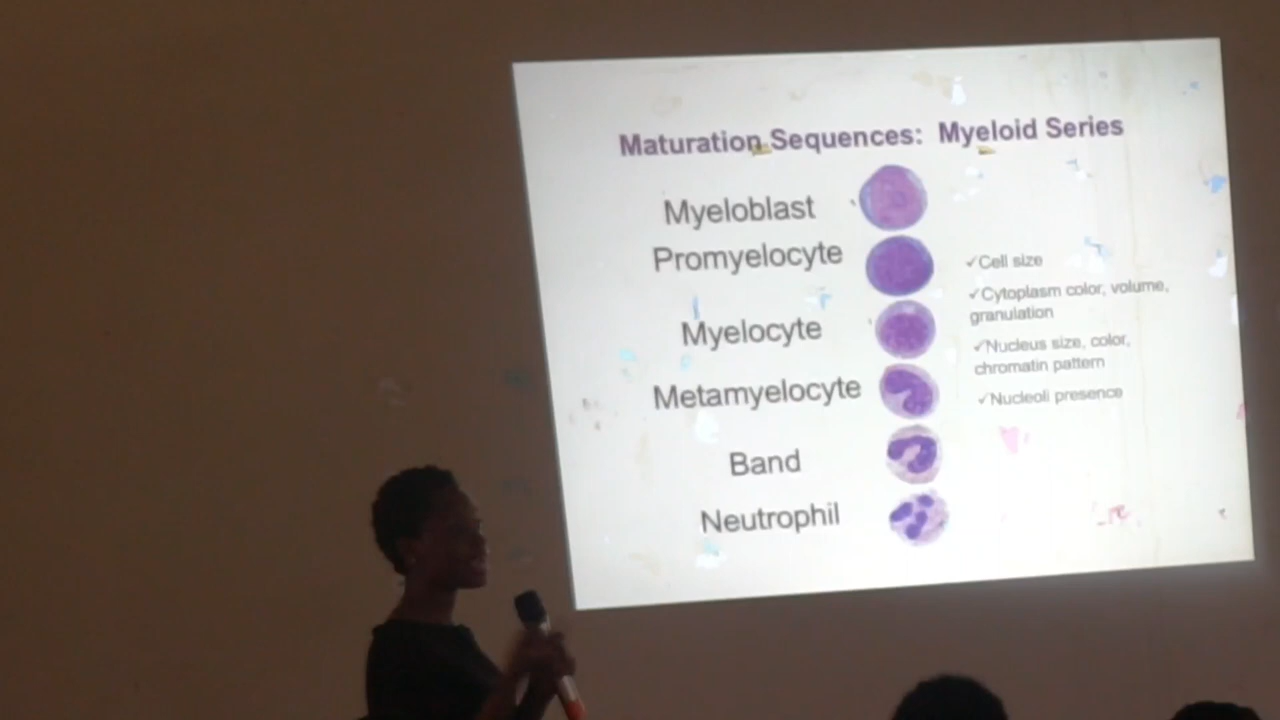 Maturation Sequences: Myeloid Series
Myeloblast
Promyelocyte
Myelocyte
Metamyelocyte
Band
Neutrophil
✓Cell size
✓Cytoplasm color, volume,
granulation
✓Nucleus size, color,
chromatin pattern
✓Nucleoli presence